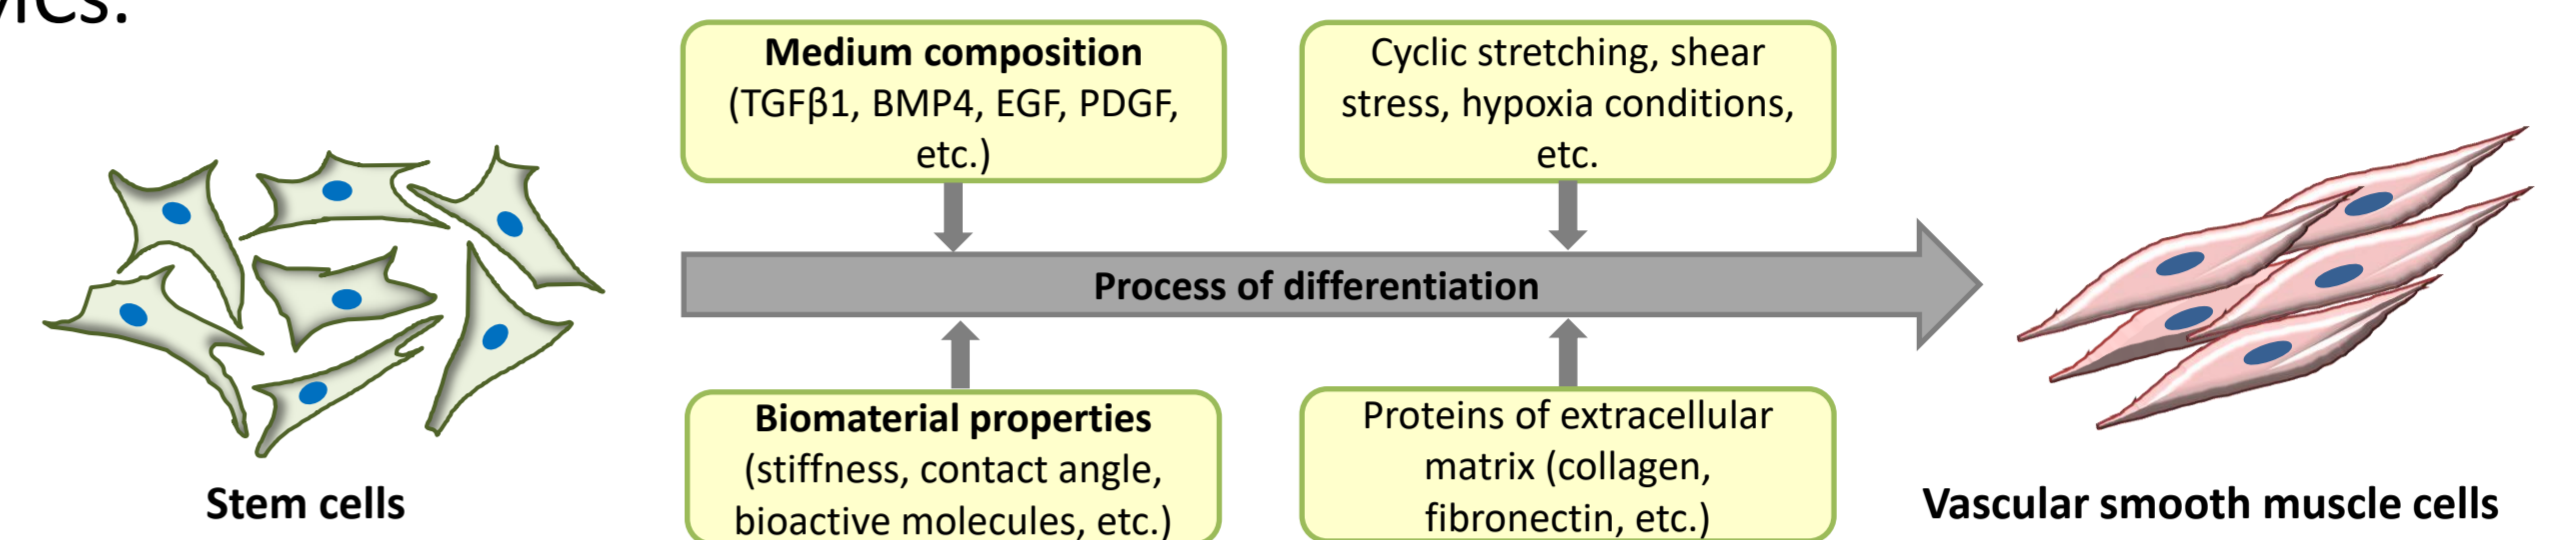 Medium composition
(TGFβ1, BMP4, EGF, PDGF,
etc.)
Cyclic stretching, shear
stress, hypoxia conditions,
etc.
Process of differentiation
Biomaterial properties
(stiffness, contact angle,
bioactive molecules, etc.)
Proteins of extracellular
matrix (collagen,
fibronectin, etc.)
Stem cells
Vascular smooth muscle cells